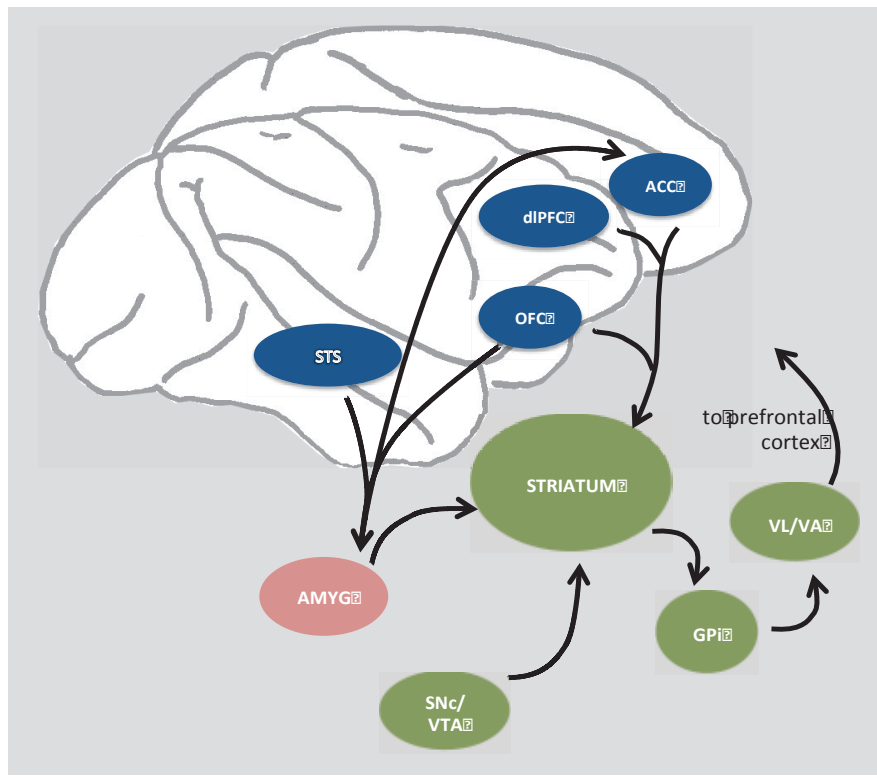 ACC⍰
dlPFC⍰
OFC⍰
STS
to⍰prefrontal⍰
cortex⍰
STRIATUM⍰
VL/VA⍰
AMYG⍰
GPi⍰
SNc/
VTA⍰